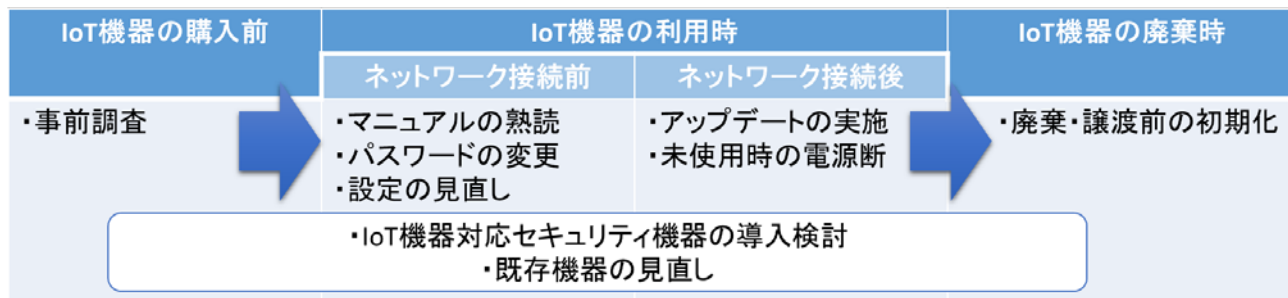 IoT機器の購入前
IoT機器の利用時
IoT機器の廃棄時
ネットワーク接続前
ネットワーク接続後
・事前調査
・マニュアルの熟読
・パスワードの変更
・設定の見直し
・アップデートの実施
・未使用時の電源断
・廃棄・譲渡前の初期化
・IoT機器対応セキュリティ機器の導入検討
・既存機器の見直し